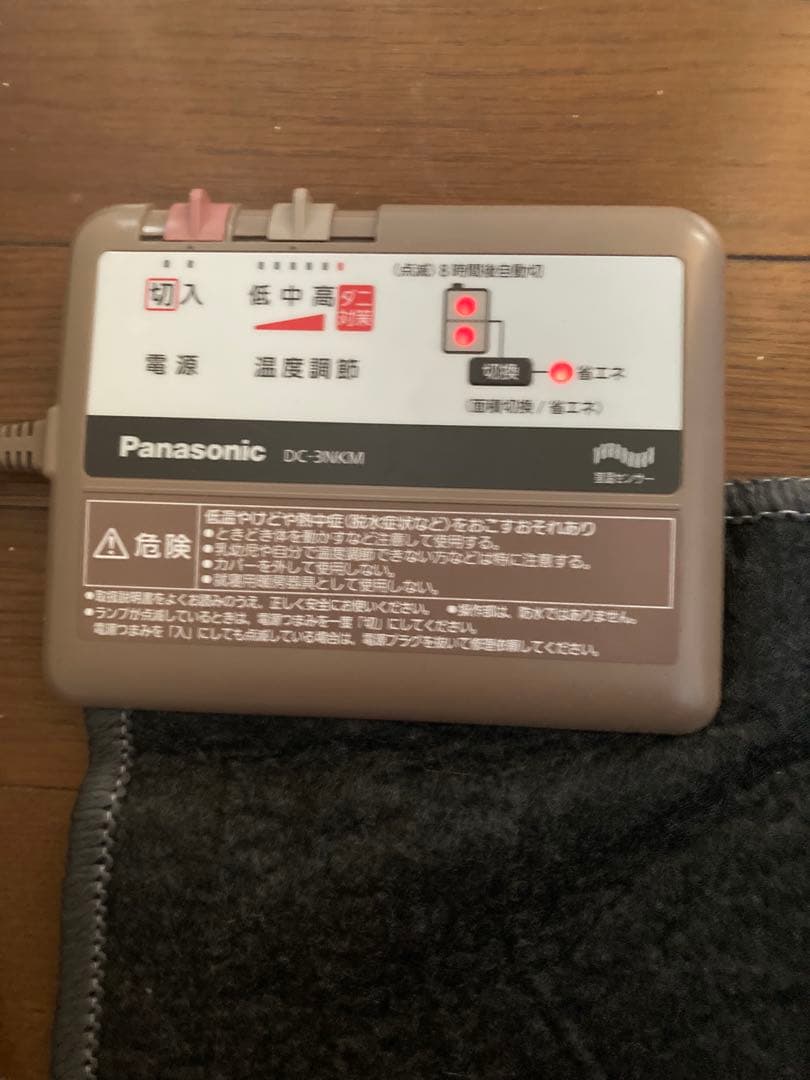 (点滅) 8時間後自動切
切 入
低 中 高 ダニ
対策
電源
温度調節
切換
省エネ
(面積切換/省エネ)
Panasonic DC-3NKM
室温センサー
危険
低温やけどや熱中症(脱水症状など)をおこすおそれあり
●ときどき体を動かすなど注意して使用する。
●乳幼児や自分で温度調節できない方などは特に注意する。
●カバーを外して使用しない。
●就寝用暖房器具として使用しない。
●取扱説明書をよくお読みのうえ、正しく安全にお使いください。 ●操作部は、防水ではありません。
●ランプが点滅しているときは、電源つまみを一度「切」にしてください。
電源つまみを「入」にしても点滅している場合は、電源プラグを抜いて修理依頼してください。